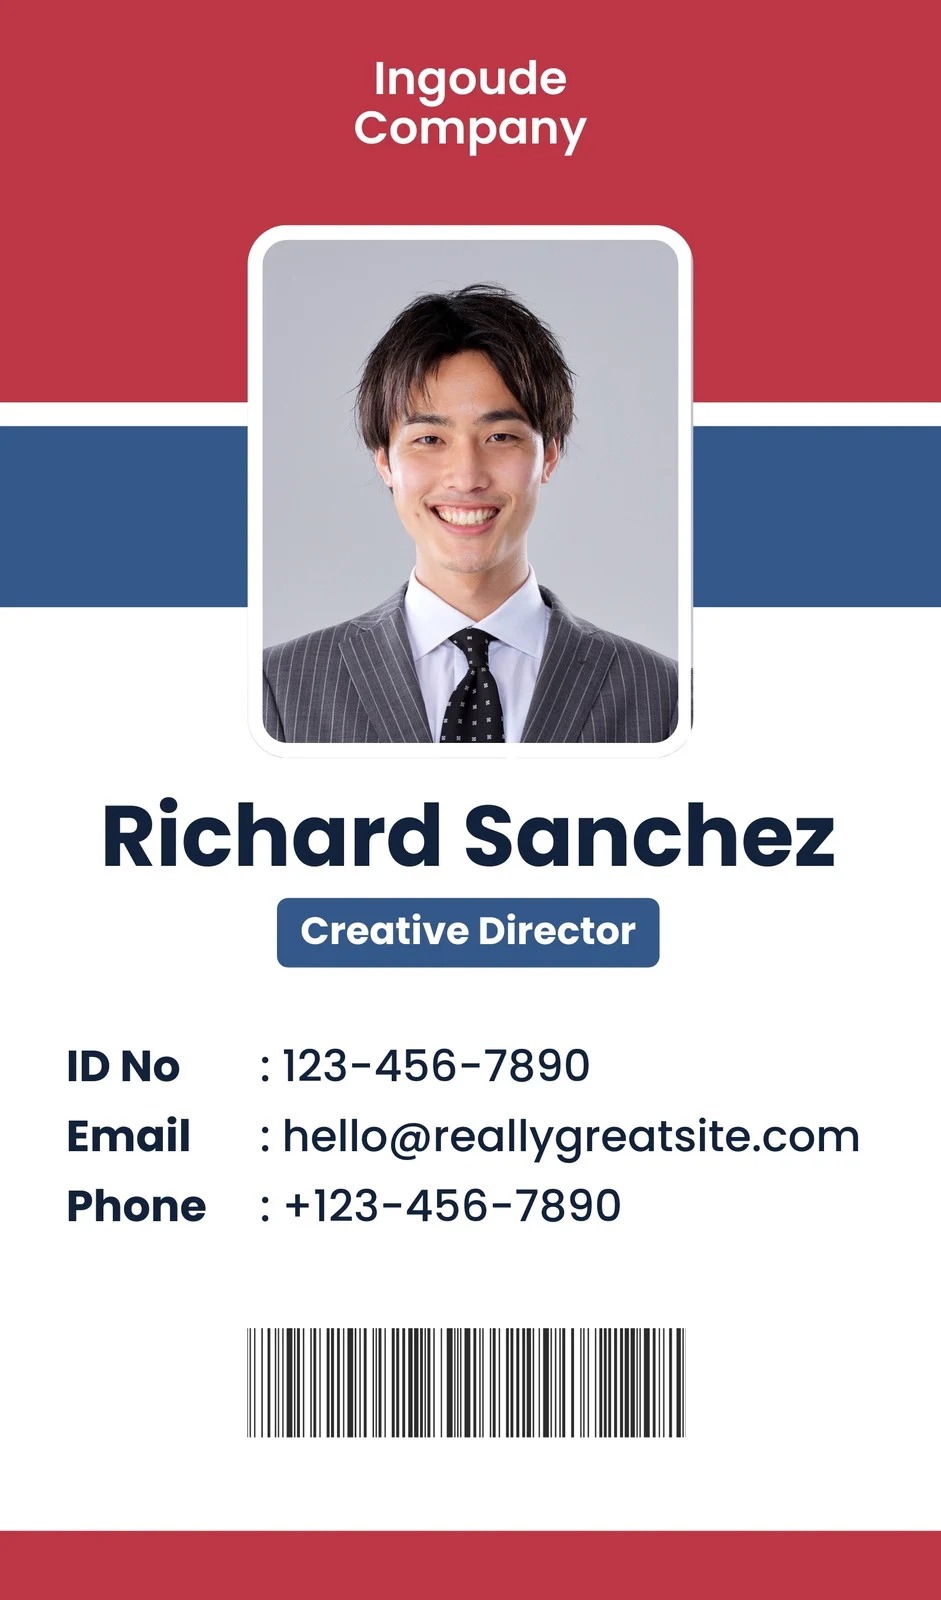 Ingoude
Company
Richard Sanchez
Creative Director
ID No : 123-456-7890
Email : hello@reallygreatsite.com
Phone : +123-456-7890